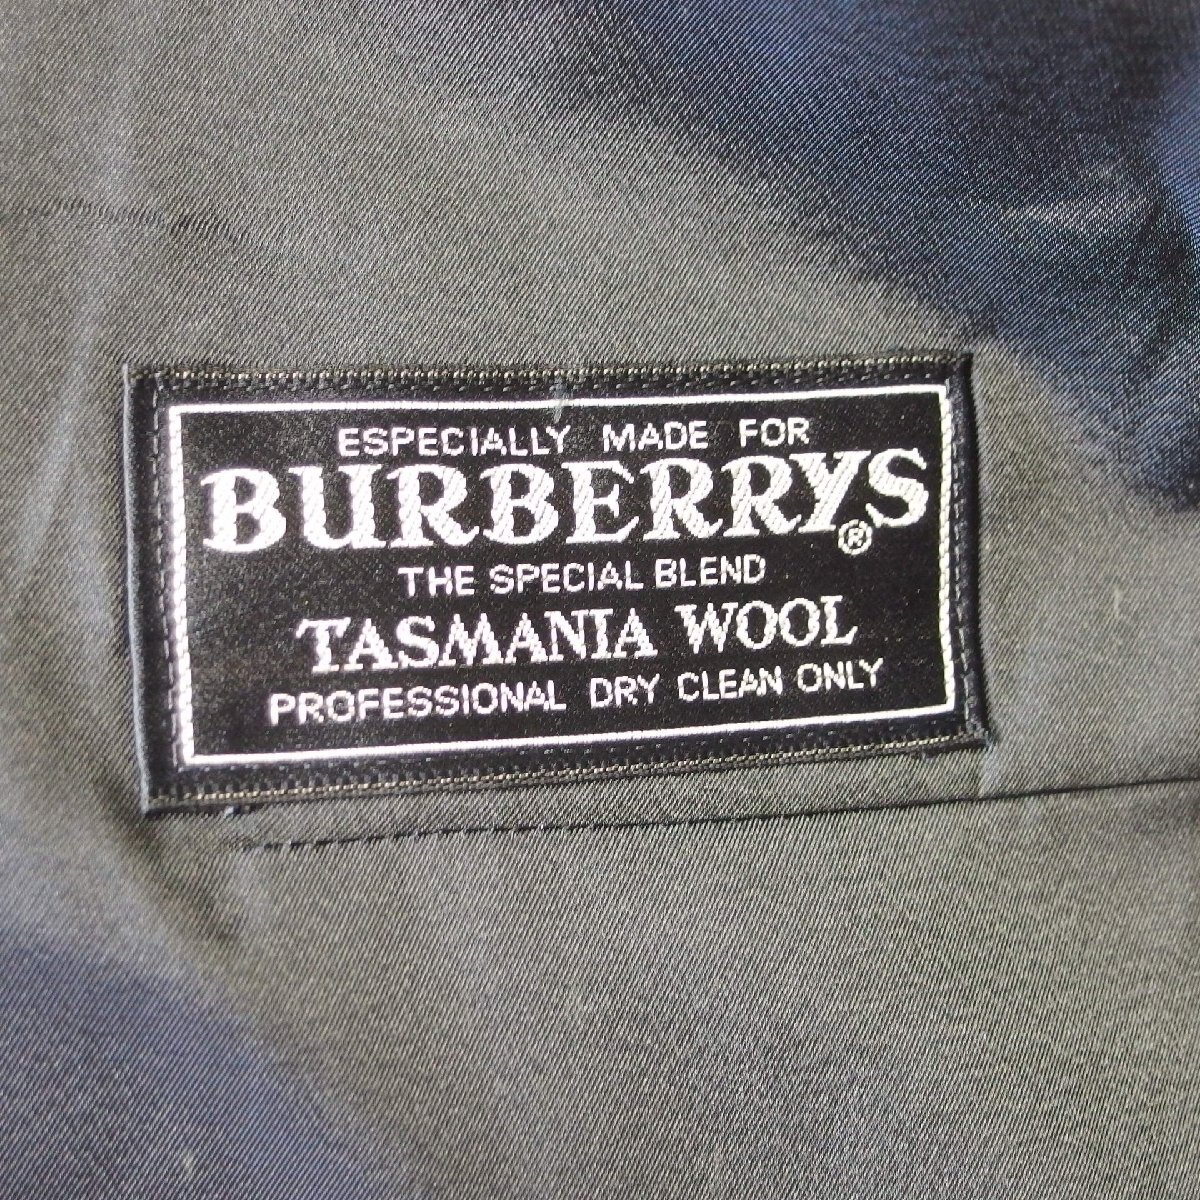 ESPECIALLY MADE FOR
BURBERRYS®
THE SPECIAL BLEND
TASMANIA WOOL
PROFESSIONAL DRY CLEAN ONLY